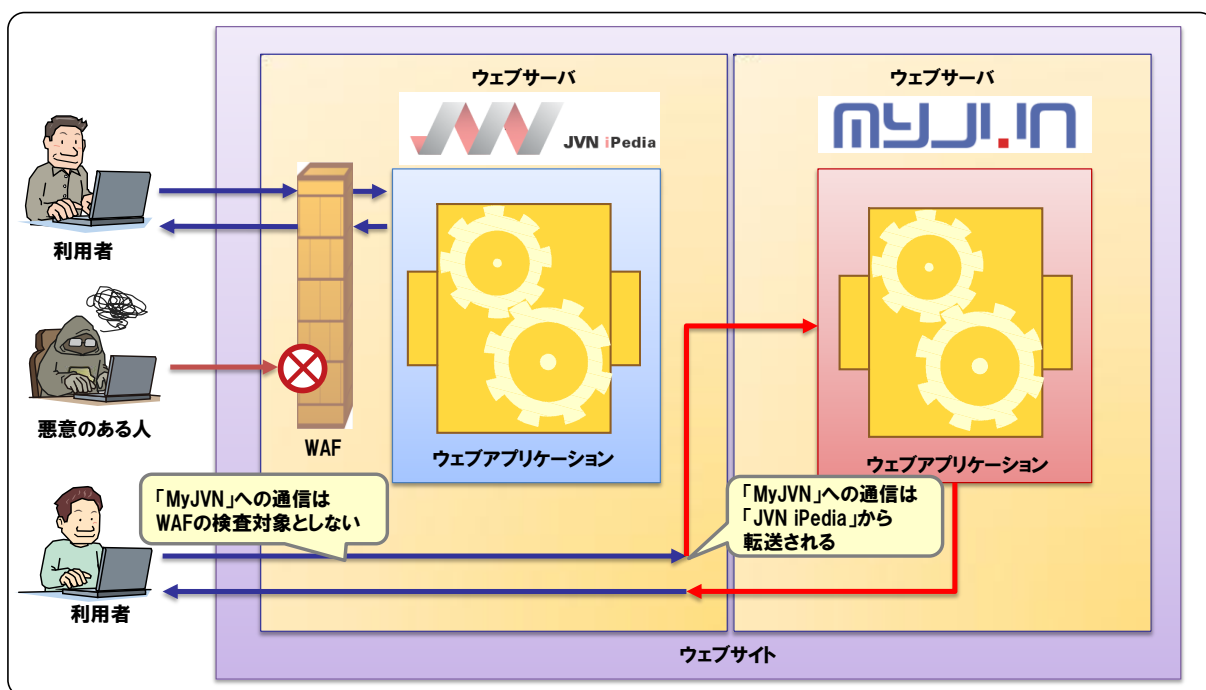 ウェブサーバ
ウェブサーバ
JVN iPedia
MYJVN
利用者
悪意のある人
WAF
ウェブアプリケーション
ウェブアプリケーション
「MyJVN」への通信は
WAFの検査対象としない
「MyJVN」への通信は
「JVN iPedia」から
転送される
利用者
ウェブサイト